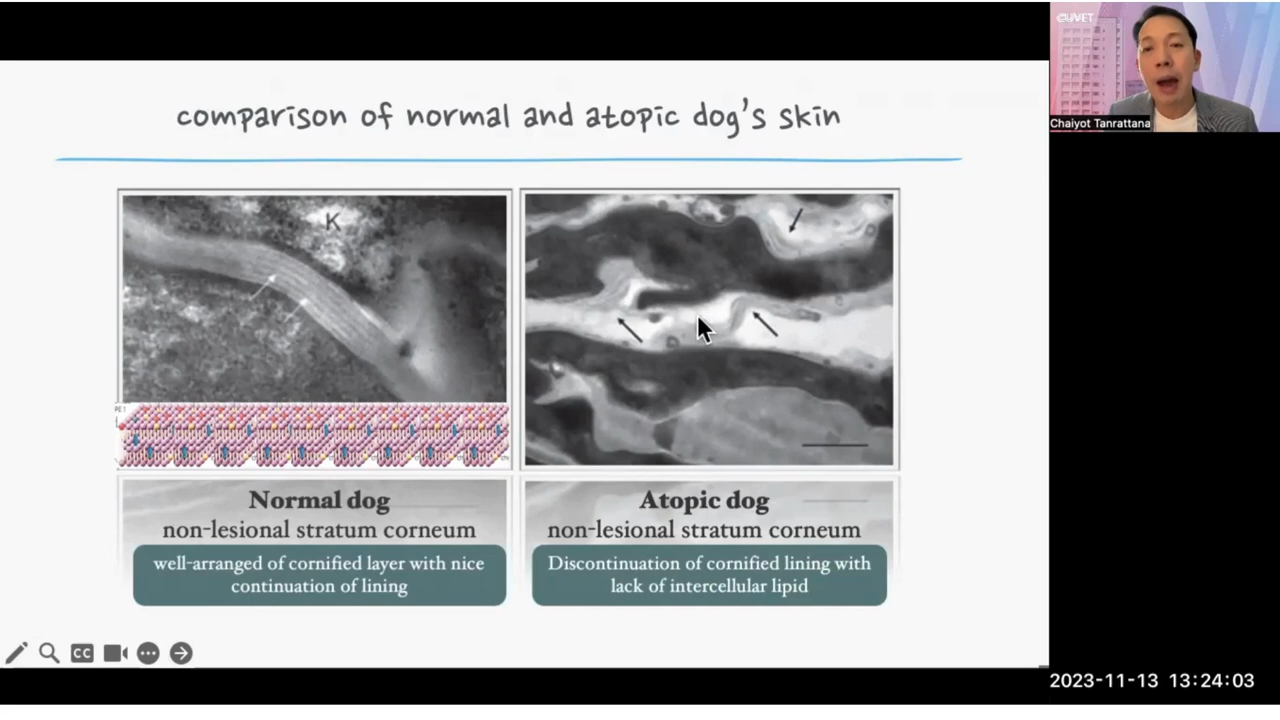 CUVET
Chaiyot Tanrattana
comparison of normal and atopic dog's skin
K
PE1
Normal dog
non-lesional stratum corneum
well-arranged of cornified layer with nice
continuation of lining
Atopic dog
non-lesional stratum corneum
Discontinuation of cornified lining with
lack of intercellular lipid
CC
2023-11-13 13:24:03